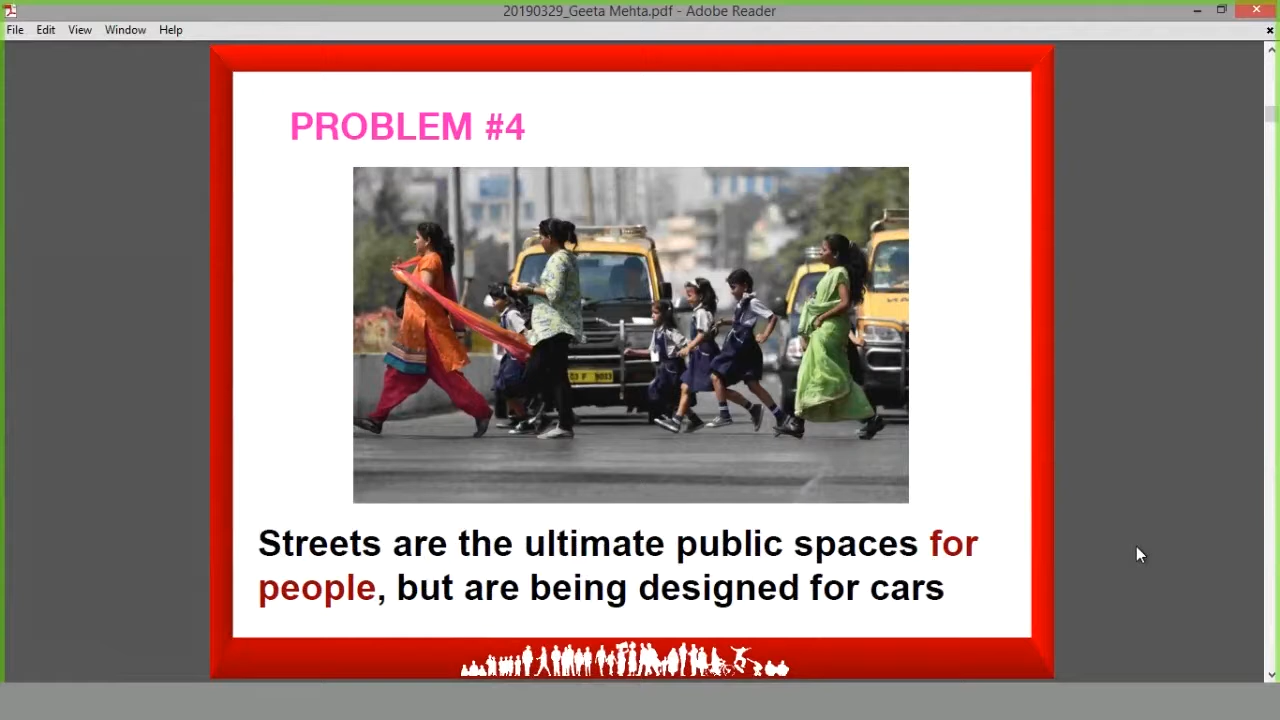 20190329_Geeta Mehta.pdf - Adobe Reader
File Edit View Window Help
PROBLEM #4
Streets are the ultimate public spaces for
people, but are being designed for cars